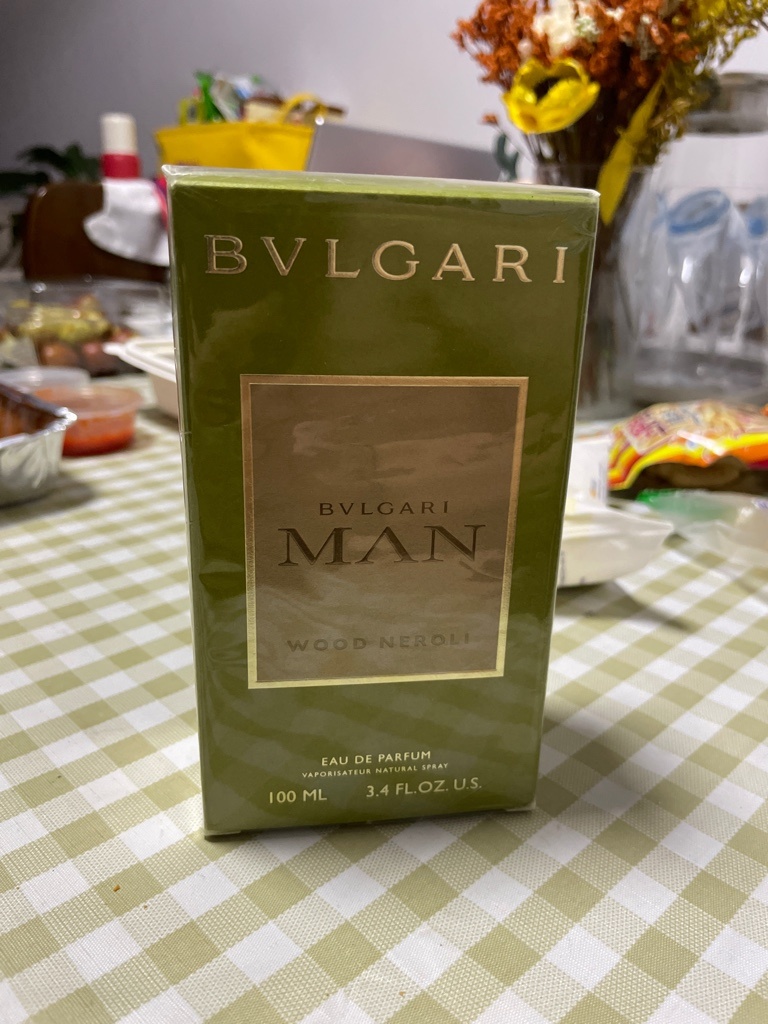 BVLGARI
BVLGARI
MAN
WOOD NEROLI
EAU DE PARFUM
VAPORISATEUR NATURAL SPRAY
100 ML 3.4 FL.OZ. U.S.